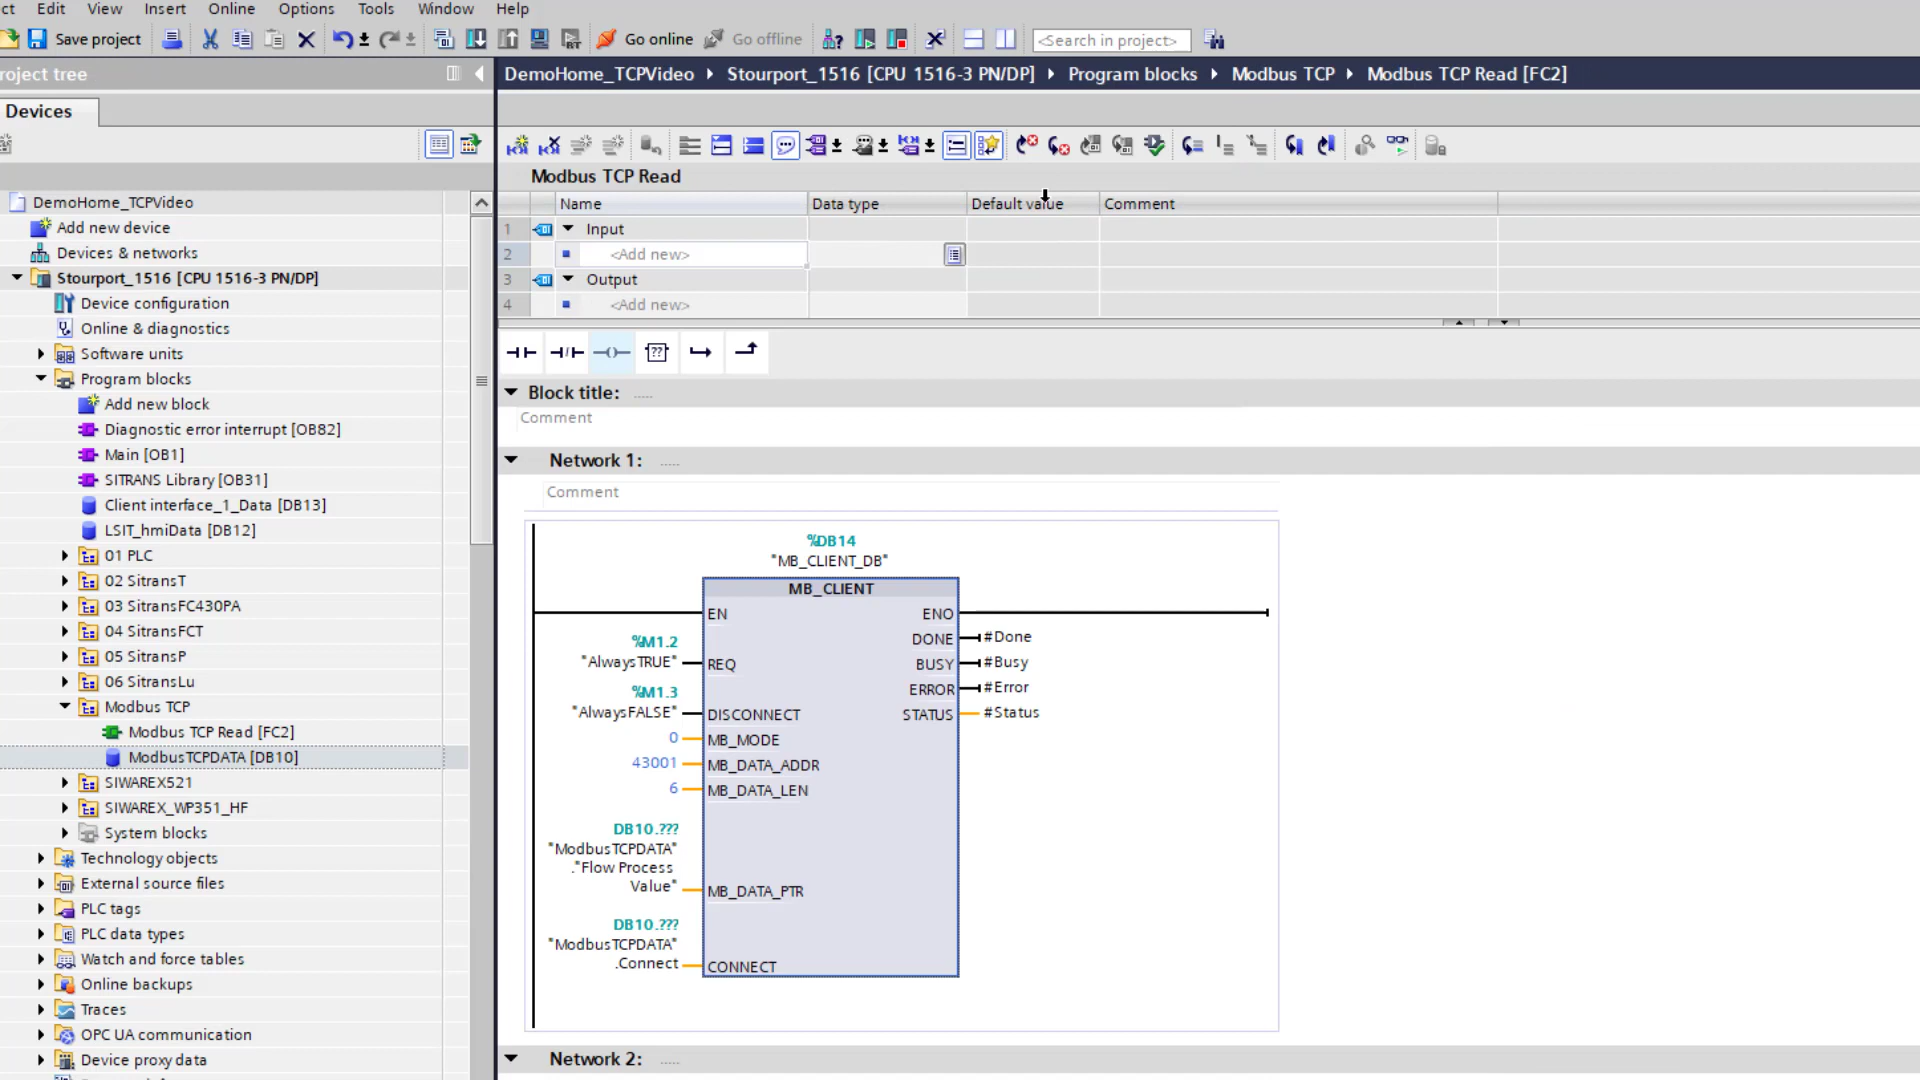 ct Edit View Insert Online Options Tools Window Help
Save project Go online Go offline <Search in project>
roject tree
DemoHome_TCPVideo Stourport_1516 [CPU 1516-3 PN/DP] Program blocks Modbus TCP Modbus TCP Read [FC2]
Devices
DemoHome_TCPVideo
Add new device
Devices & networks
Stourport_1516 [CPU 1516-3 PN/DP]
Device configuration
Online & diagnostics
Software units
Program blocks
Add new block
Diagnostic error interrupt [OB82]
Main [OB1]
SITRANS Library [OB31]
Client interface_1_Data [DB13]
LSIT_hmiData [DB12]
01 PLC
02 SitransT
03 SitransFC430PA
04 SitransFCT
05 SitransP
06 SitransLu
Modbus TCP
Modbus TCP Read [FC2]
ModbusTCPDATA [DB10]
SIWAREX521
SIWAREX_WP351_HF
System blocks
Technology objects
External source files
PLC tags
PLC data types
Watch and force tables
Online backups
Traces
OPC UA communication
Device proxy data
Modbus TCP Read
Name Data type Default value Comment
1 Input
2 <Add new>
3 Output
4 <Add new>
??
Block title: .....
Comment
Network 1: .....
Comment
%DB14
"MB_CLIENT_DB"
MB_CLIENT
EN ENO
DONE #Done
%M1.2
"AlwaysTRUE" REQ BUSY #Busy
ERROR #Error
%M1.3
"AlwaysFALSE" DISCONNECT STATUS #Status
0 MB_MODE
43001 MB_DATA_ADDR
6 MB_DATA_LEN
DB10.???
"ModbusTCPDATA"
."Flow Process
Value" MB_DATA_PTR
DB10.???
"ModbusTCPDATA"
.Connect CONNECT
Network 2: .....